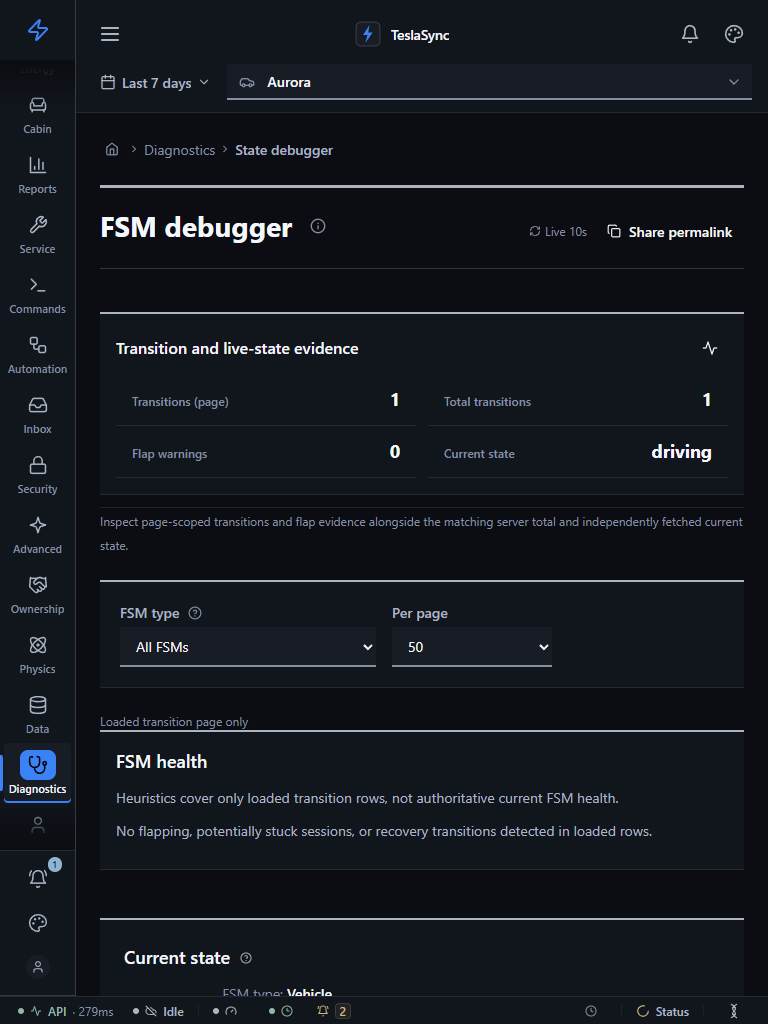 TeslaSync
Last 7 days
Aurora
Energy
Cabin
Reports
Service
Commands
Automation
Inbox
Security
Advanced
Ownership
Physics
Data
Diagnostics
1
Diagnostics
State debugger
FSM debugger
Live 10s
Share permalink
Transition and live-state evidence
Transitions (page) 1
Total transitions 1
Flap warnings 0
Current state driving
Inspect page-scoped transitions and flap evidence alongside the matching server total and independently fetched current
state.
FSM type
Per page
All FSMs
50
Loaded transition page only
FSM health
Heuristics cover only loaded transition rows, not authoritative current FSM health.
No flapping, potentially stuck sessions, or recovery transitions detected in loaded rows.
Current state
FSM type: Vehicle
API · 279ms
Idle
2
Status